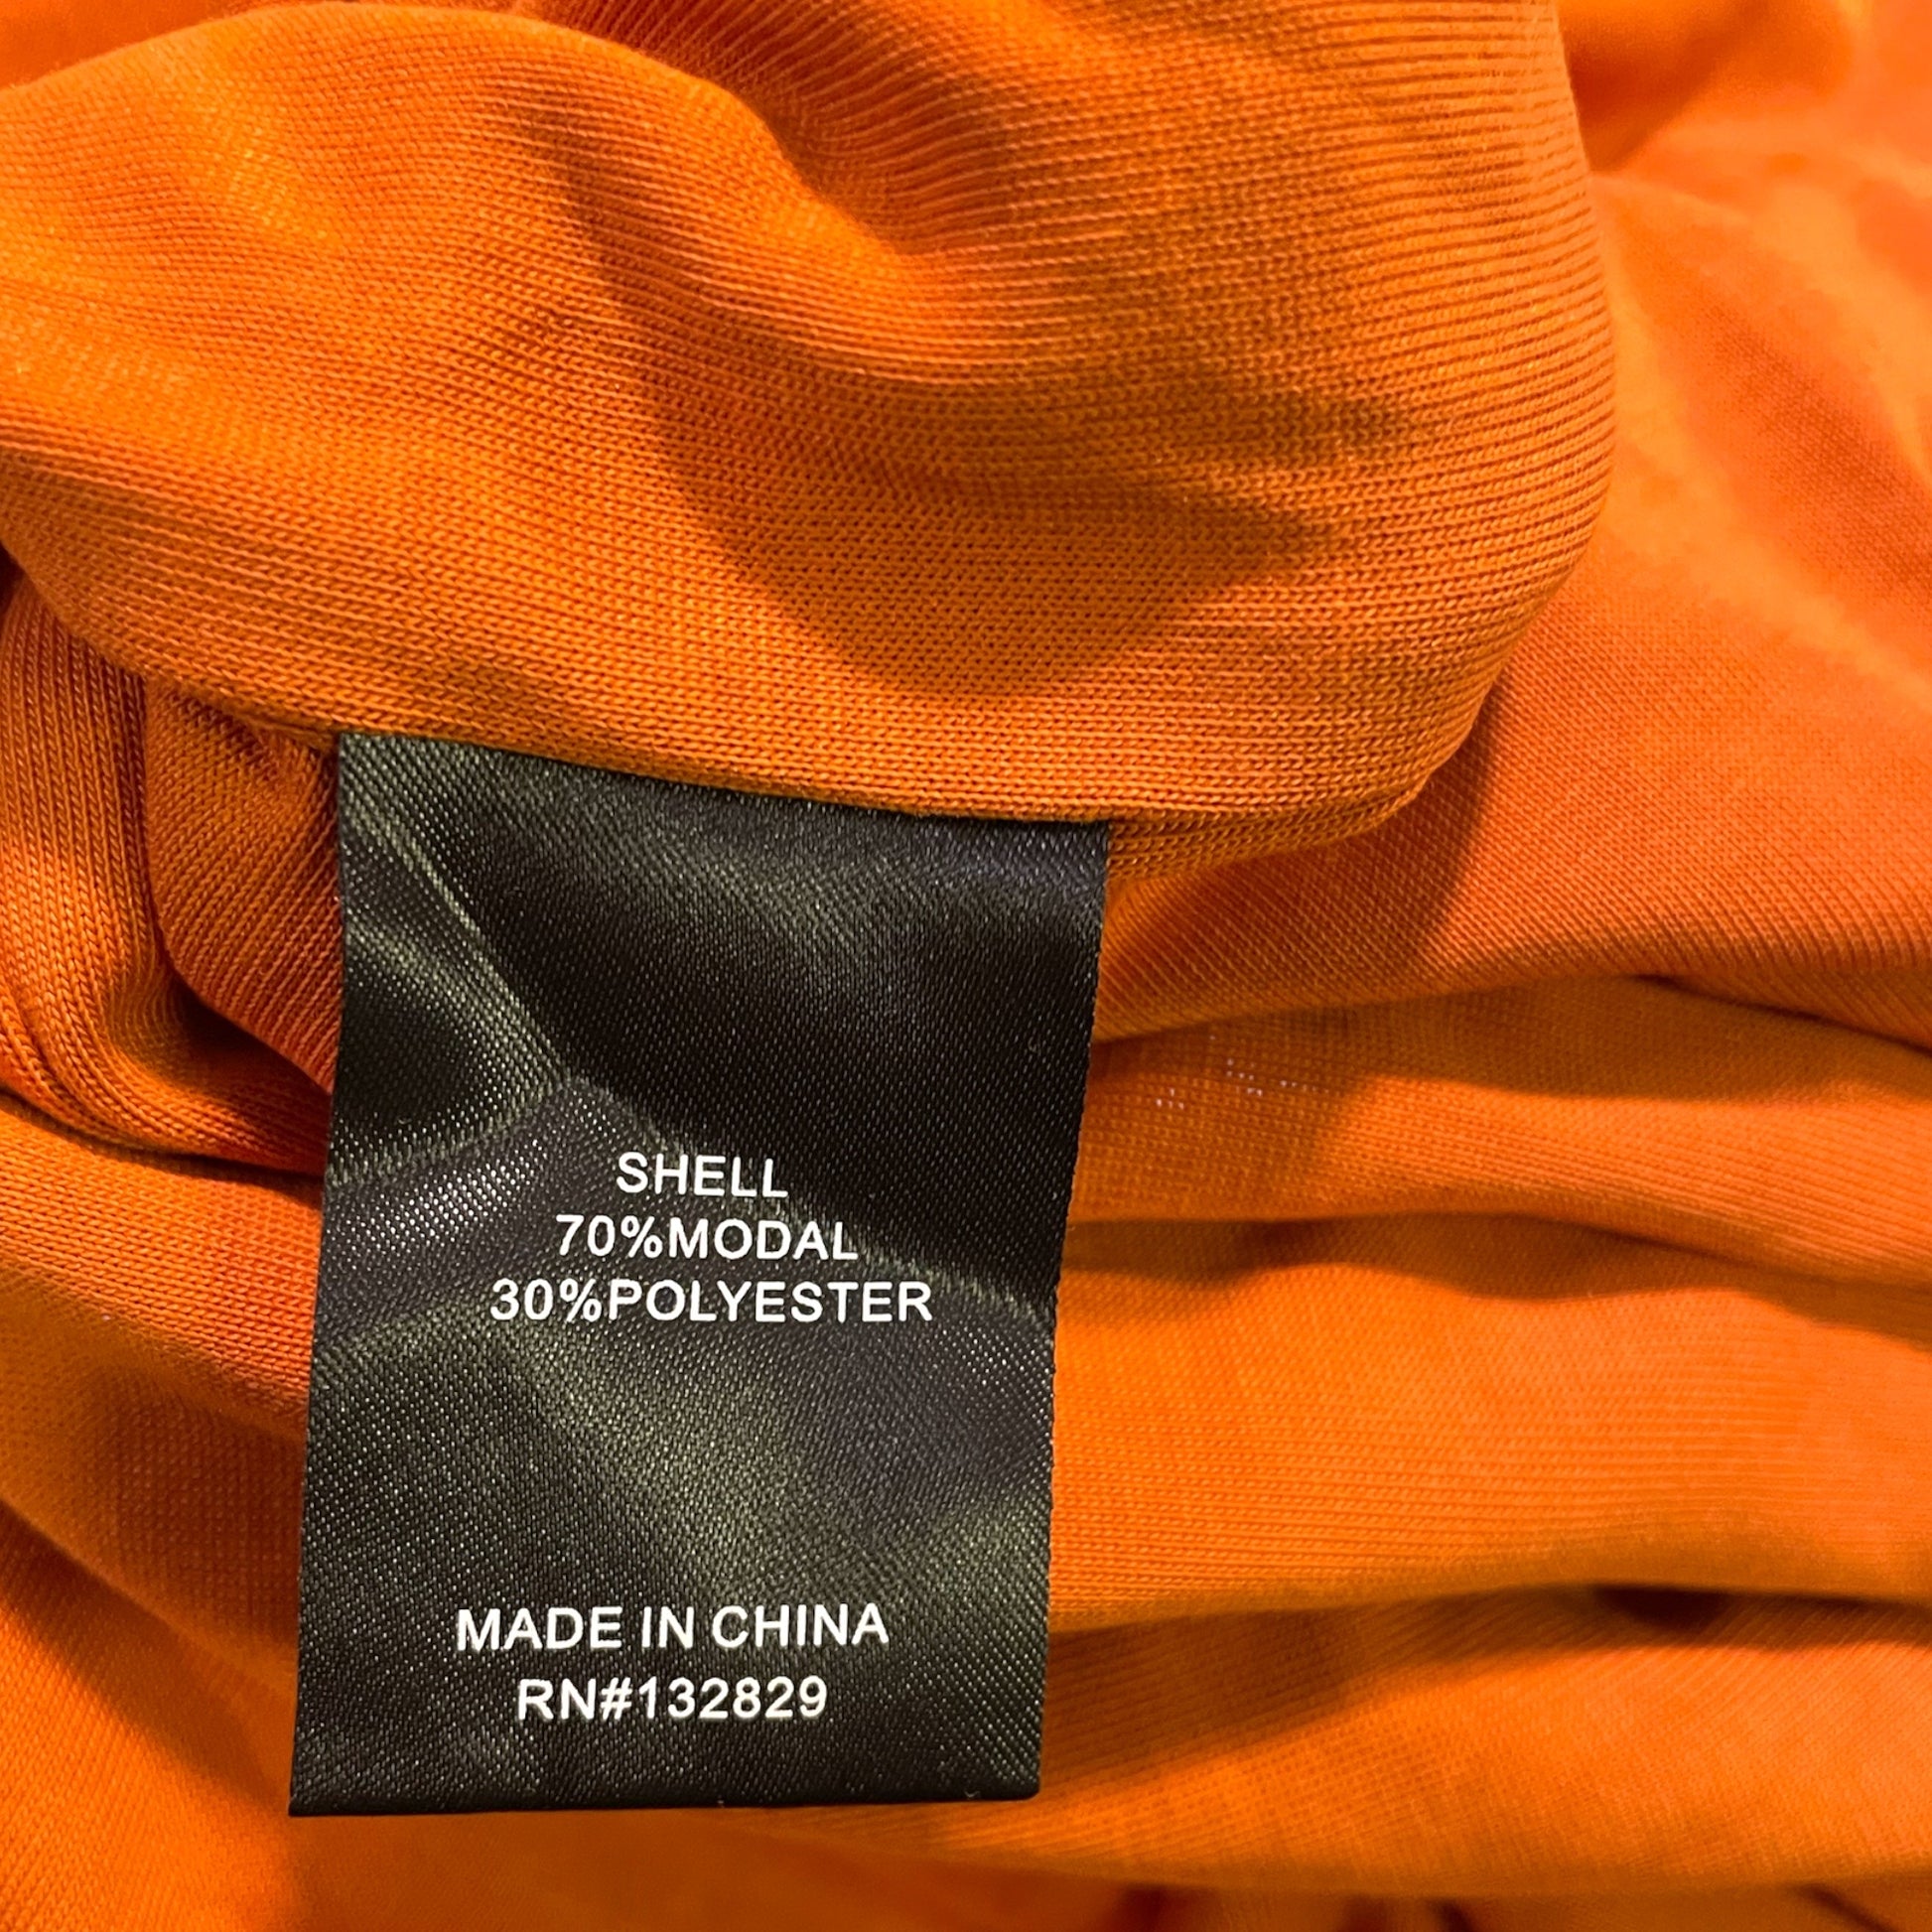 SHELL
70%MODAL
30%POLYESTER
MADE IN CHINA
RN#132829